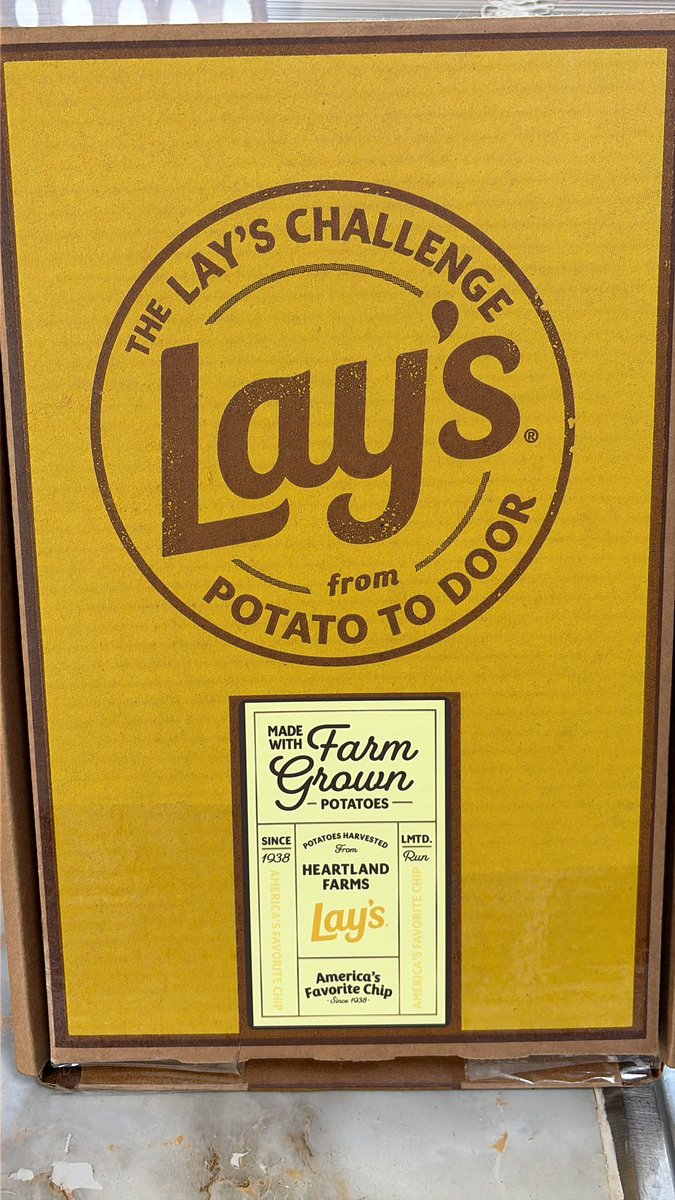 THE LAY'S CHALLENGE
Lay's®
from
POTATO TO DOOR
MADE
WITH Farm
Grown
POTATOES
SINCE
1938
AMERICA'S FAVORITE CHIP
POTATOES HARVESTED
From
HEARTLAND
FARMS
Lay's
LMTD.
Run
AMERICA'S FAVORITE CHIP
America's
Favorite Chip
· Since 1938 ·